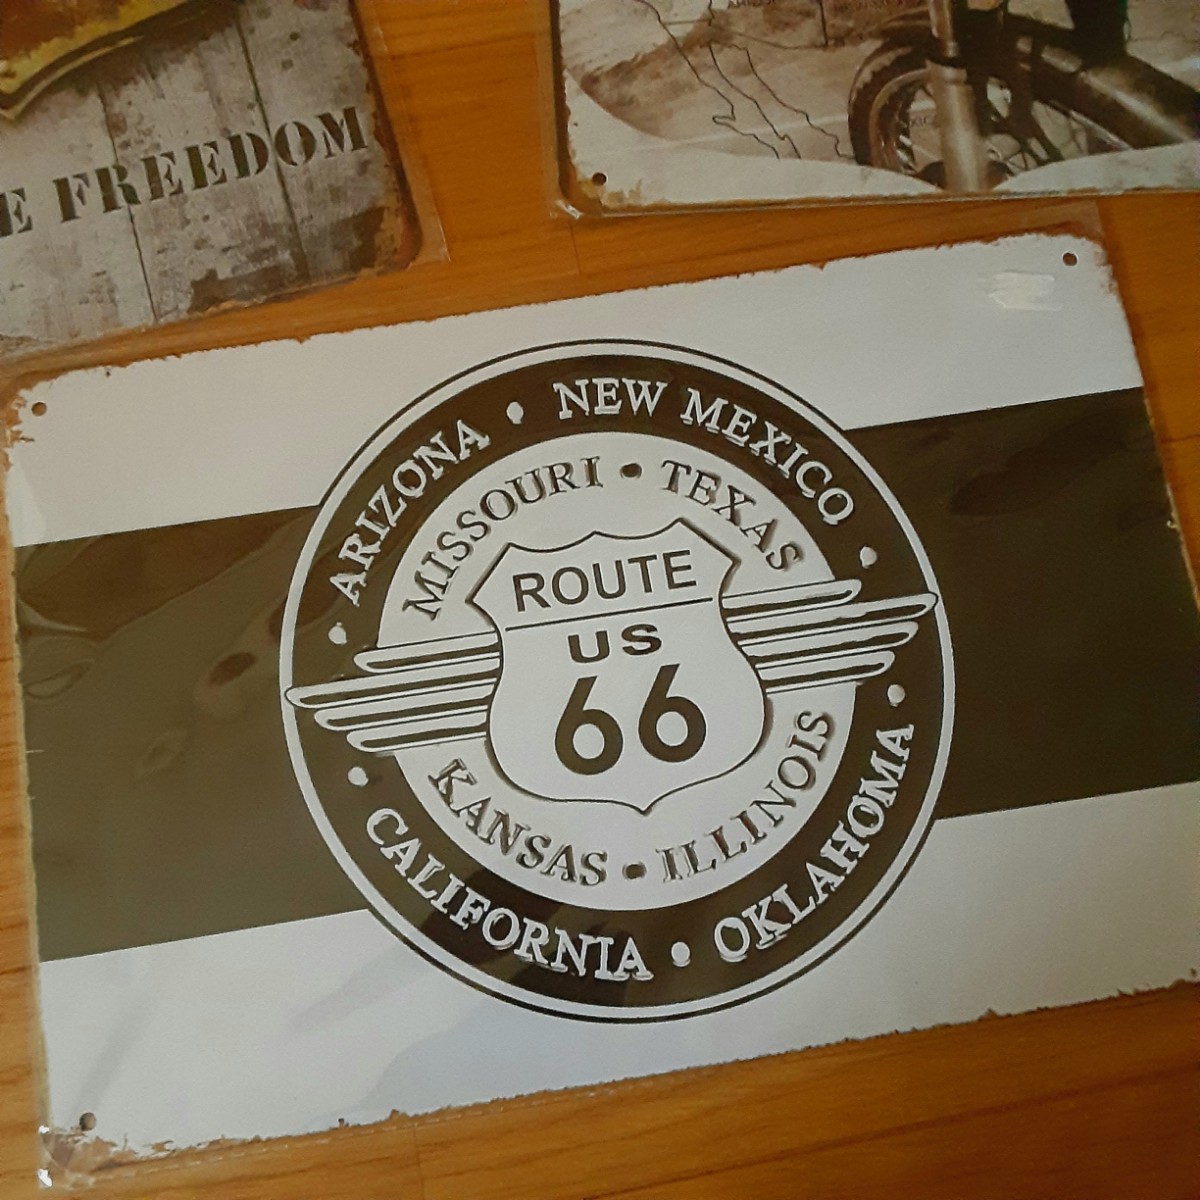 E FREEDOM
ARIZONA • NEW MEXICO •
MISSOURI • TEXAS
ROUTE
US
66
KANSAS • ILLINOIS
• CALIFORNIA • OKLAHOMA •